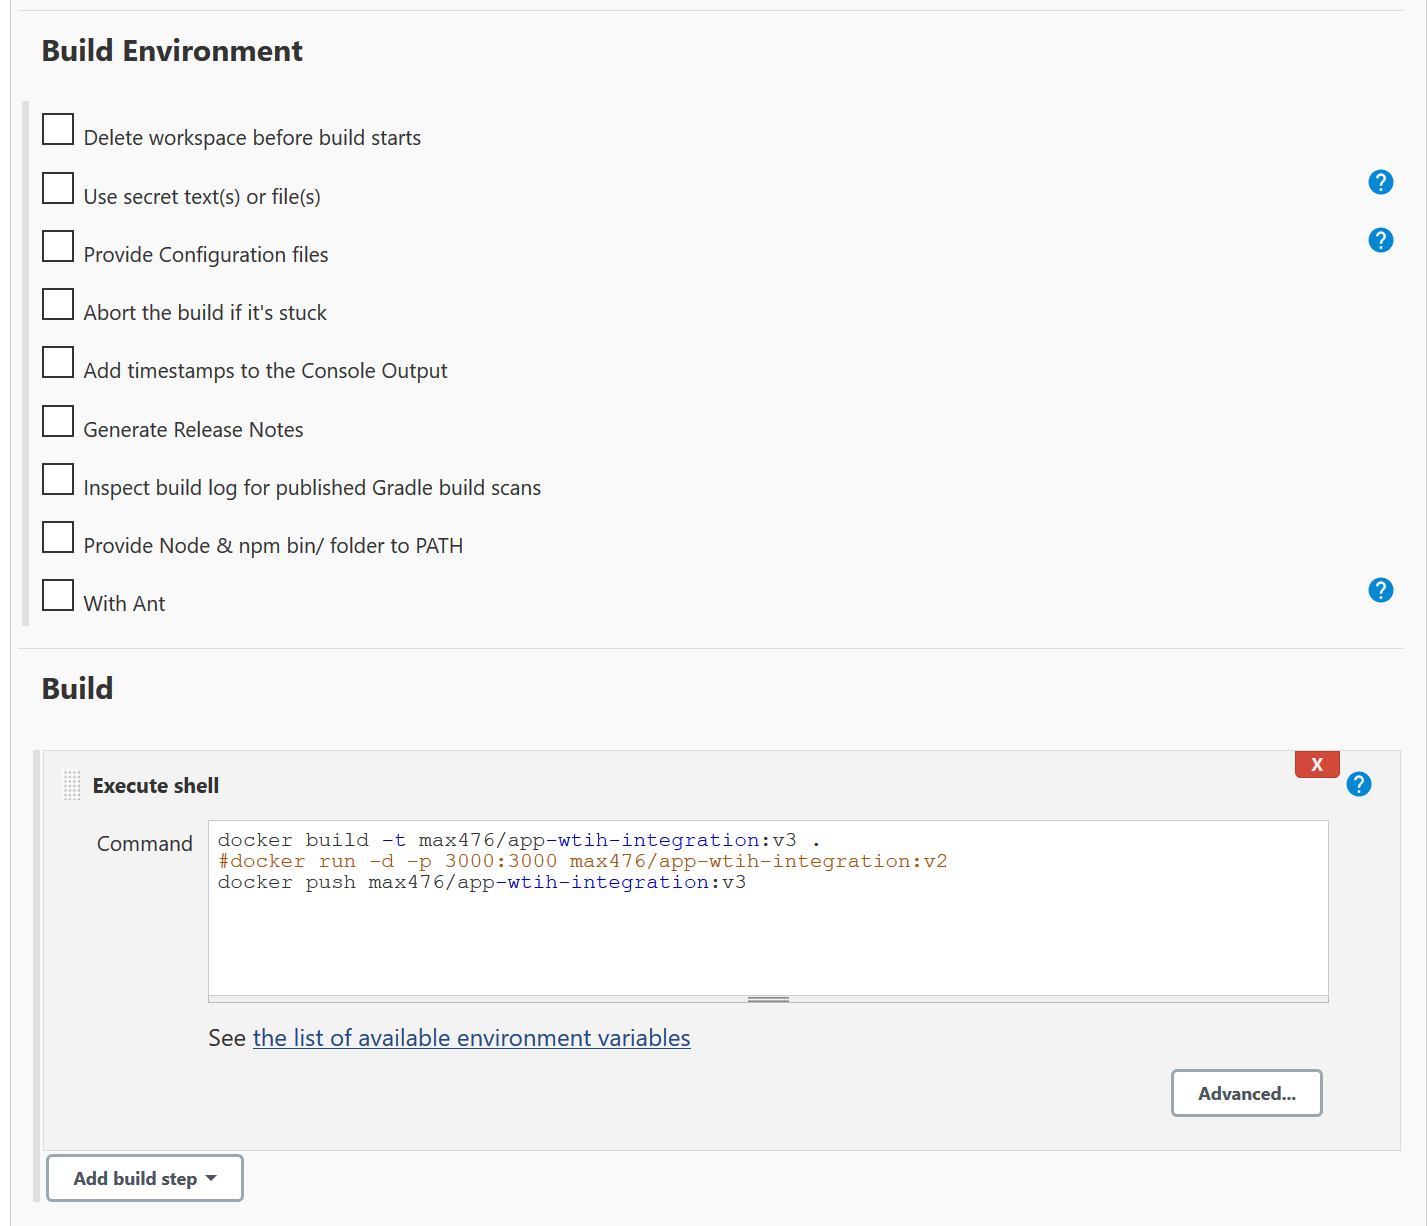 Build Environment
Delete workspace before build starts
Use secret text(s) or file(s)
?
Provide Configuration files
?
Abort the build if it's stuck
Add timestamps to the Console Output
Generate Release Notes
Inspect build log for published Gradle build scans
Provide Node & npm bin/ folder to PATH
With Ant
?
Build
X
Execute shell
?
Command
docker build -t max476/app-wtih-integration:v3 .
#docker run -d -p 3000:3000 max476/app-wtih-integration:v2
docker push max476/app-wtih-integration:v3
See the list of available environment variables
Advanced...
Add build step